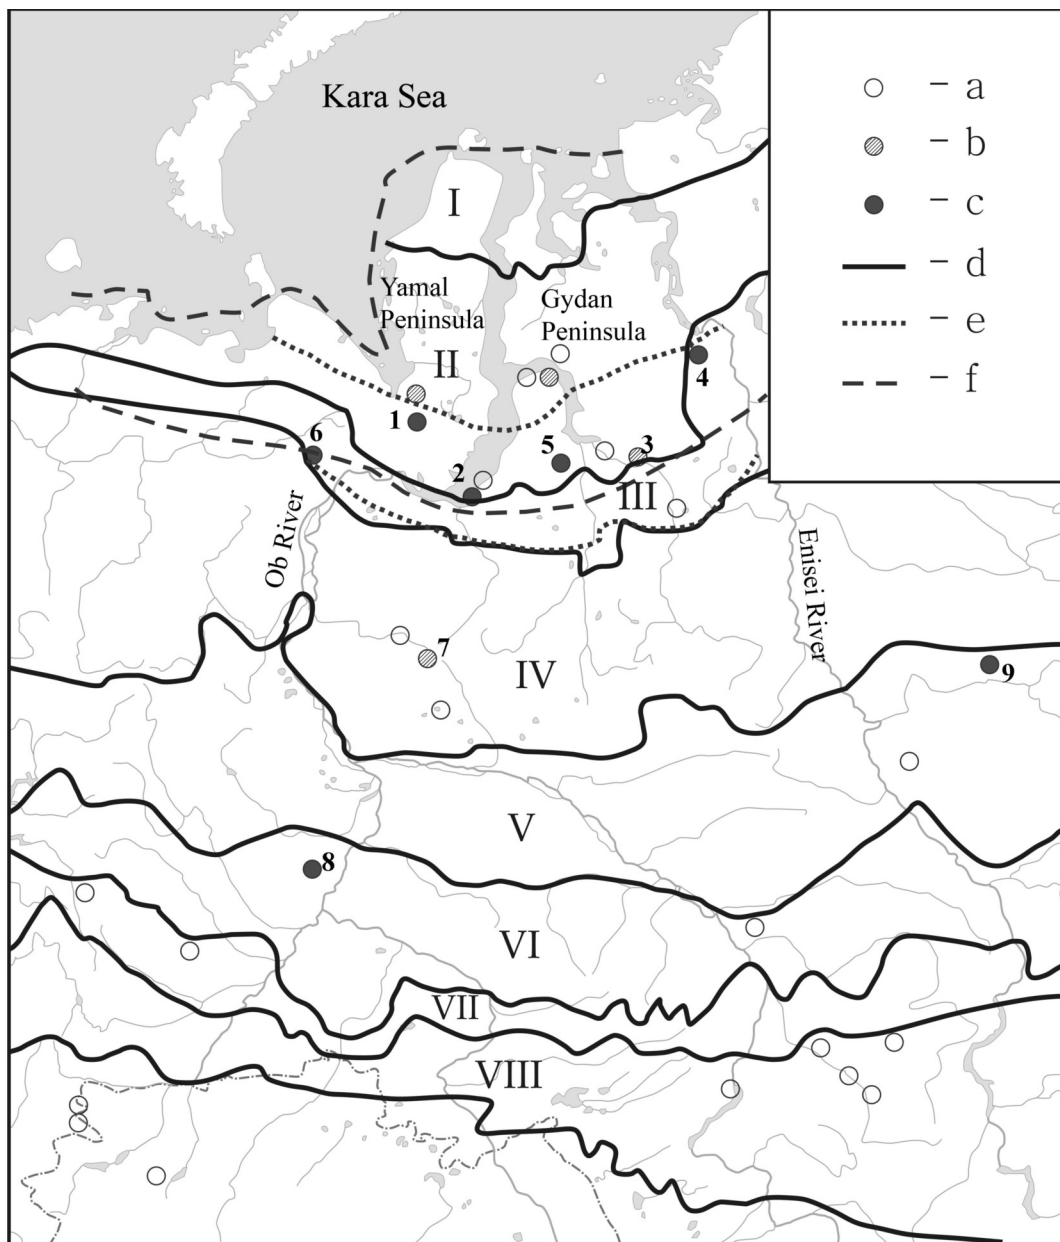 Kara Sea
– a
– b
– c
– d
– e
– f
I
Yamal
Peninsula
Gydan
Peninsula
II
4
1
6
5
3
2
III
Ob River
Enisei River
7
IV
9
V
8
VI
VII
VIII